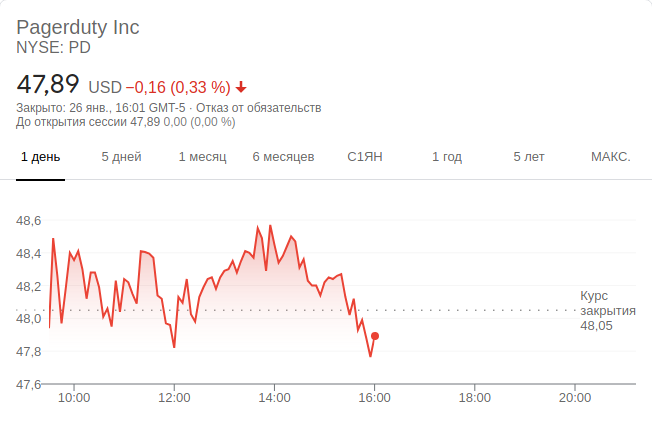 Pagerduty Inc
NYSE: PD
47,89 USD −0,16 (0,33 %)
Закрыто: 26 янв., 16:01 GMT-5 · Отказ от обязательств
До открытия сессии 47,89 0,00 (0,00 %)
1 день 5 дней 1 месяц 6 месяцев С1ЯН 1 год 5 лет МАКС.
48,6
48,4
48,2
48,0
47,8
47,6
Курс
закрытия
48,05
10:00 12:00 14:00 16:00 18:00 20:00